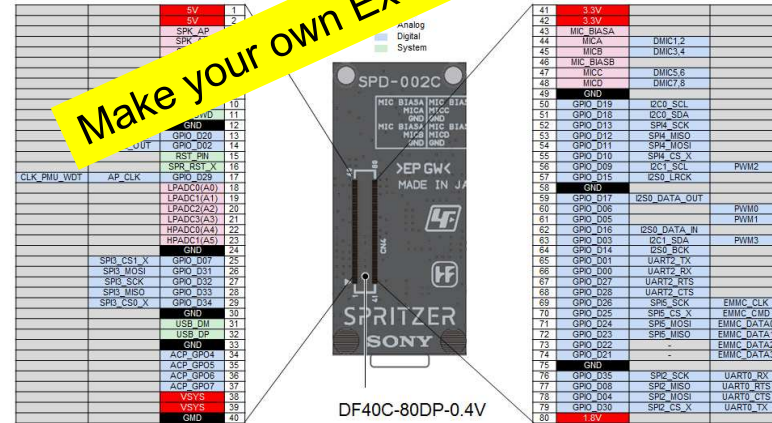 5V 1
5V 2
SPK_AP
10
11
GND 12
GPIO_D20 13
GPIO_D02 14
RST_PIN 15
SPR_RST_X 16
CLK_PMU_WDT AP_CLK GPIO_D29 17
LPADC0(A0) 18
LPADC1(A1) 19
LPADC2(A2) 20
LPADC3(A3) 21
HPADC0(A4) 22
HPADC1(A5) 23
GND 24
SPI3_CS1_X GPIO_D07 25
SPI3_MOSI GPIO_D31 26
SPI3_SCK GPIO_D32 27
SPI3_MISO GPIO_D33 28
SPI3_CS0_X GPIO_D34 29
GND 30
USB_DM 31
USB_DP 32
GND 33
ACP_GPO4 34
ACP_GPO5 35
ACP_GPO6 36
ACP_GPO7 37
VSYS 38
VSYS 39
GMD 40
Make your own
Analog
Digital
System
SPD-002C
MIC BIASA MIC
MICA MICC
GND GND
MIC BIASA MIC
MICB MICD
GND GND
EP GW
MADE IN
CN4
SPRITZER
SONY
DF40C-80DP-0.4V
41 3.3V
42 3.3V
43 MIC_BIASA
44 MICA DMIC1,2
45 MICB DMIC3,4
46 MIC_BIASB
47 MICC DMIC5,6
48 MICD DMIC7,8
49 GND
50 GPIO_D19 I2C0_SCL
51 GPIO_D18 I2C0_SDA
52 GPIO_D13 SPI4_SCK
53 GPIO_D12 SPI4_MISO
54 GPIO_D11 SPI4_MOSI
55 GPIO_D10 SPI4_CS_X
56 GPIO_D09 I2C1_SCL PWM2
57 GPIO_D15 I2S0_LRCK
58 GND
59 GPIO_D17 I2S0_DATA_OUT
60 GPIO_D06 PWM0
61 GPIO_D05 PWM1
62 GPIO_D16 I2S0_DATA_IN
63 GPIO_D03 I2C1_SDA PWM3
64 GPIO_D14 I2S0_BCK
65 GPIO_D01 UART2_TX
66 GPIO_D00 UART2_RX
67 GPIO_D27 UART2_RTS
68 GPIO_D28 UART2_CTS
69 GPIO_D26 SPI5_SCK EMMC_CLK
70 GPIO_D25 SPI5_CS_X EMMC_CMD
71 GPIO_D24 SPI5_MOSI EMMC_DATA0
72 GPIO_D23 SPI5_MISO EMMC_DATA1
73 GPIO_D22 - EMMC_DATA2
74 GPIO_D21 - EMMC_DATA3
75 GND
76 GPIO_D35 SPI2_SCK UART0_RX
77 GPIO_D08 SPI2_MISO UART0_RTS
78 GPIO_D04 SPI2_MOSI UART0_CTS
79 GPIO_D30 SPI2_CS_X UART0_TX
80 1.8V